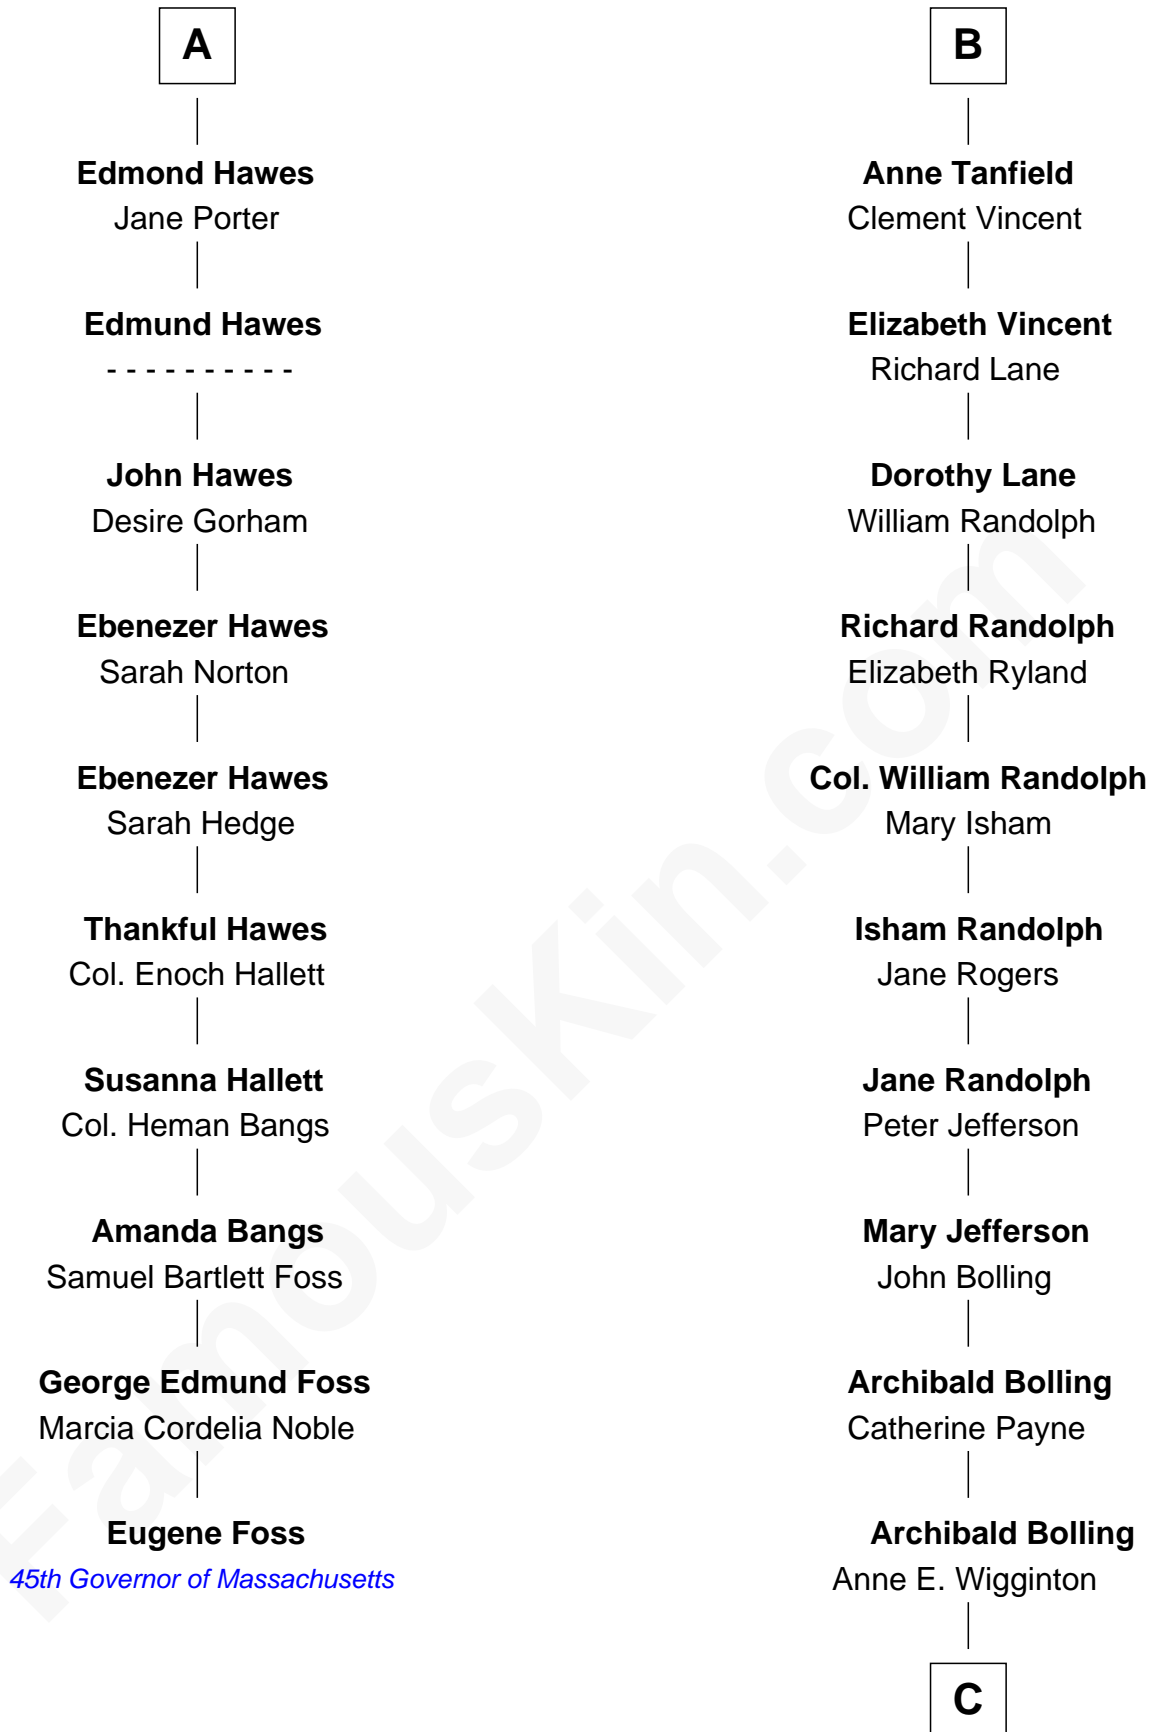 A
Edmond Hawes
Jane Porter
Edmund Hawes
- - - - - - - - - -
John Hawes
Desire Gorham
Ebenezer Hawes
Sarah Norton
Ebenezer Hawes
Sarah Hedge
Thankful Hawes
Col. Enoch Hallett
Susanna Hallett
Col. Heman Bangs
Amanda Bangs
Samuel Bartlett Foss
George Edmund Foss
Marcia Cordelia Noble
Eugene Foss
45th Governor of Massachusetts
B
Anne Tanfield
Clement Vincent
Elizabeth Vincent
Richard Lane
Dorothy Lane
William Randolph
Richard Randolph
Elizabeth Ryland
Col. William Randolph
Mary Isham
Isham Randolph
Jane Rogers
Jane Randolph
Peter Jefferson
Mary Jefferson
John Bolling
Archibald Bolling
Catherine Payne
Archibald Bolling
Anne E. Wigginton
C
FamousKin.com